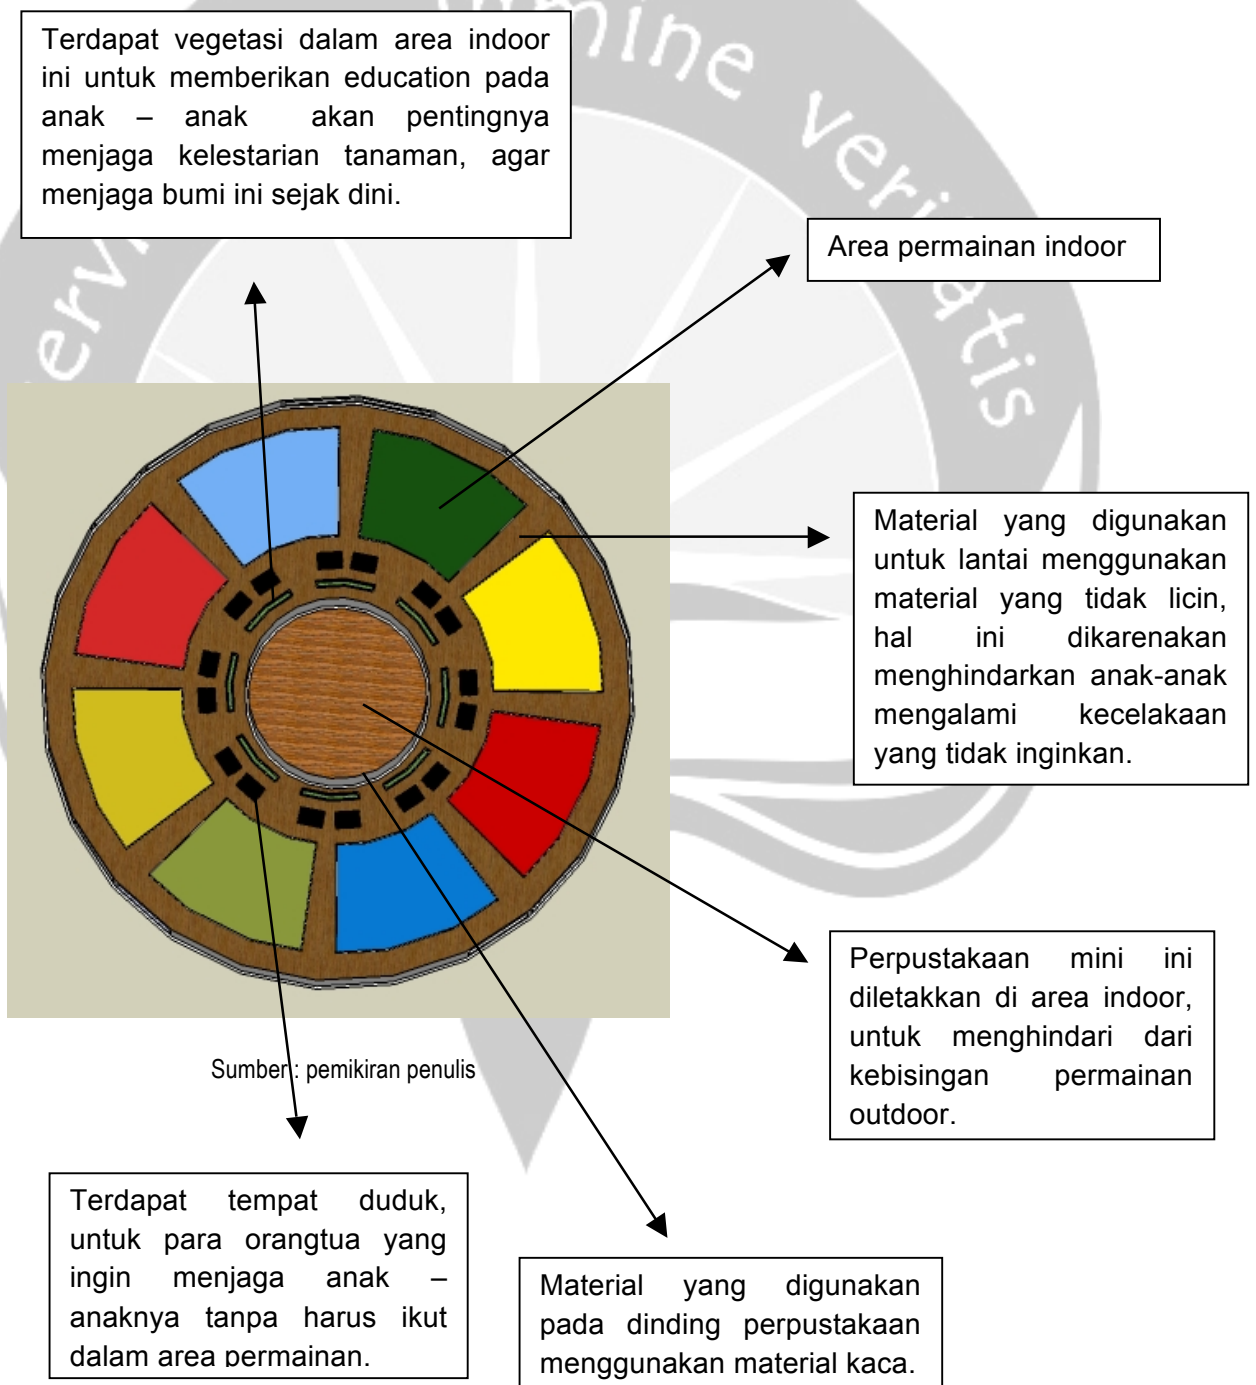 Terdapat vegetasi dalam area indoor
ini untuk memberikan education pada
anak – anak akan pentingnya
menjaga kelestarian tanaman, agar
menjaga bumi ini sejak dini.
Area permainan indoor
Material yang digunakan
untuk lantai menggunakan
material yang tidak licin,
hal ini dikarenakan
menghindarkan anak-anak
mengalami kecelakaan
yang tidak inginkan.
Perpustakaan mini ini
diletakkan di area indoor,
untuk menghindari dari
kebisingan permainan
outdoor.
Sumber : pemikiran penulis
Terdapat tempat duduk,
untuk para orangtua yang
ingin menjaga anak –
anaknya tanpa harus ikut
dalam area permainan.
Material yang digunakan
pada dinding perpustakaan
menggunakan material kaca.